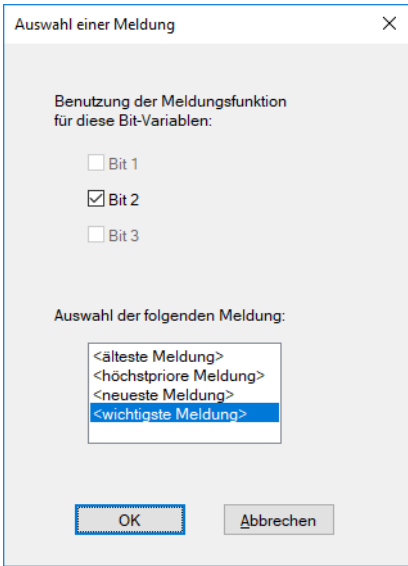 Auswahl einer Meldung
Benutzung der Meldungsfunktion
für diese Bit-Variablen:
Bit 1
Bit 2
Bit 3
Auswahl der folgenden Meldung:
<älteste Meldung>
<höchstpriore Meldung>
<neueste Meldung>
<wichtigste Meldung>
OK
Abbrechen